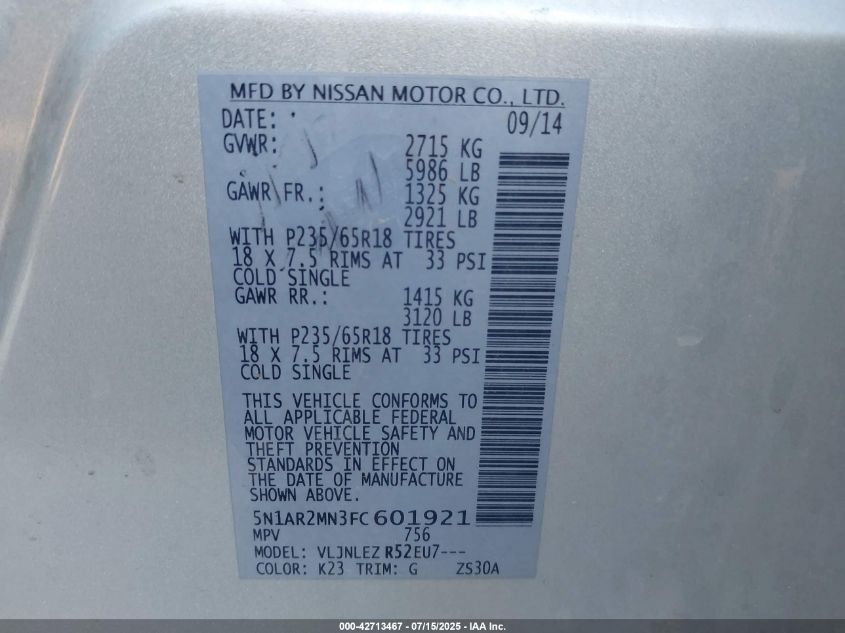 MFD BY NISSAN MOTOR CO., LTD.
DATE: 09/14
GVWR: 2715 KG
5986 LB
GAWR FR.: 1325 KG
2921 LB
WITH P235/65R18 TIRES
18 X 7.5 RIMS AT 33 PSI
COLD SINGLE
GAWR RR.: 1415 KG
3120 LB
WITH P235/65R18 TIRES
18 X 7.5 RIMS AT 33 PSI
COLD SINGLE
THIS VEHICLE CONFORMS TO
ALL APPLICABLE FEDERAL
MOTOR VEHICLE SAFETY AND
THEFT PREVENTION
STANDARDS IN EFFECT ON
THE DATE OF MANUFACTURE
SHOWN ABOVE.
5N1AR2MN3FC601921
MPV 756
MODEL: VLJNLEZ R52EU7---
COLOR: K23 TRIM: G ZS30A
000-42713467 - 07/15/2025 - IAA Inc.